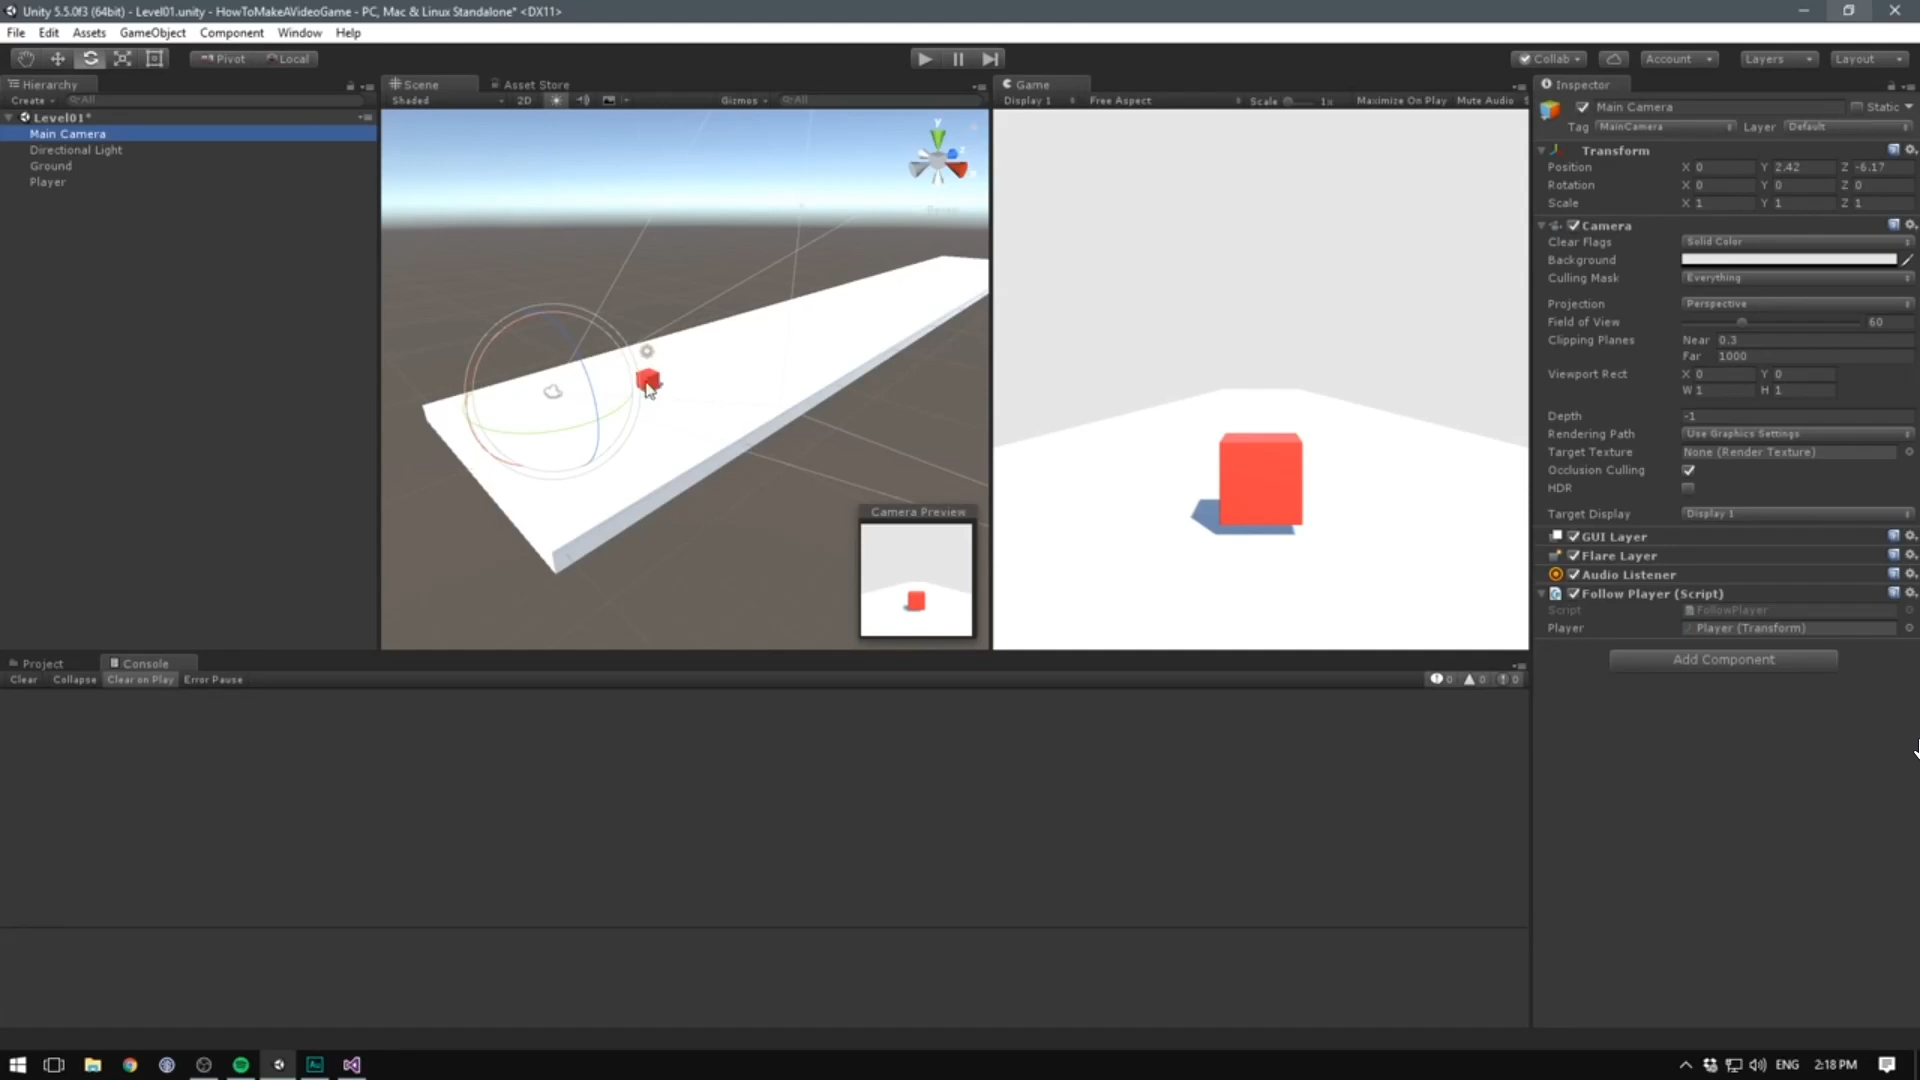 Unity 5.5.0f3 (64bit) - Level01.unity - HowToMakeAVideoGame - PC, Mac & Linux Standalone* <DX11>
File Edit Assets GameObject Component Window Help
Pivot Local Collab Account Layers Layout
Hierarchy
Create All
Level01*
Main Camera
Directional Light
Ground
Player
Scene Asset Store
Shaded 2D Gizmos All
y
z
Camera Preview
Game
Display 1 Free Aspect Scale 1x Maximize On Play Mute Audio
Inspector
Main Camera Static
Tag MainCamera Layer Default
Transform
Position X 0 Y 2.42 Z -6.17
Rotation X 0 Y 0 Z 0
Scale X 1 Y 1 Z 1
Camera
Clear Flags Solid Color
Background
Culling Mask Everything
Projection Perspective
Field of View 60
Clipping Planes Near 0.3
Far 1000
Viewport Rect X 0 Y 0
W 1 H 1
Depth -1
Rendering Path Use Graphics Settings
Target Texture None (Render Texture)
Occlusion Culling
HDR
Target Display Display 1
GUI Layer
Flare Layer
Audio Listener
Follow Player (Script)
Script FollowPlayer
Player Player (Transform)
Add Component
Project Console
Clear Collapse Clear on Play Error Pause 0 0 0
Au
ENG 2:18 PM